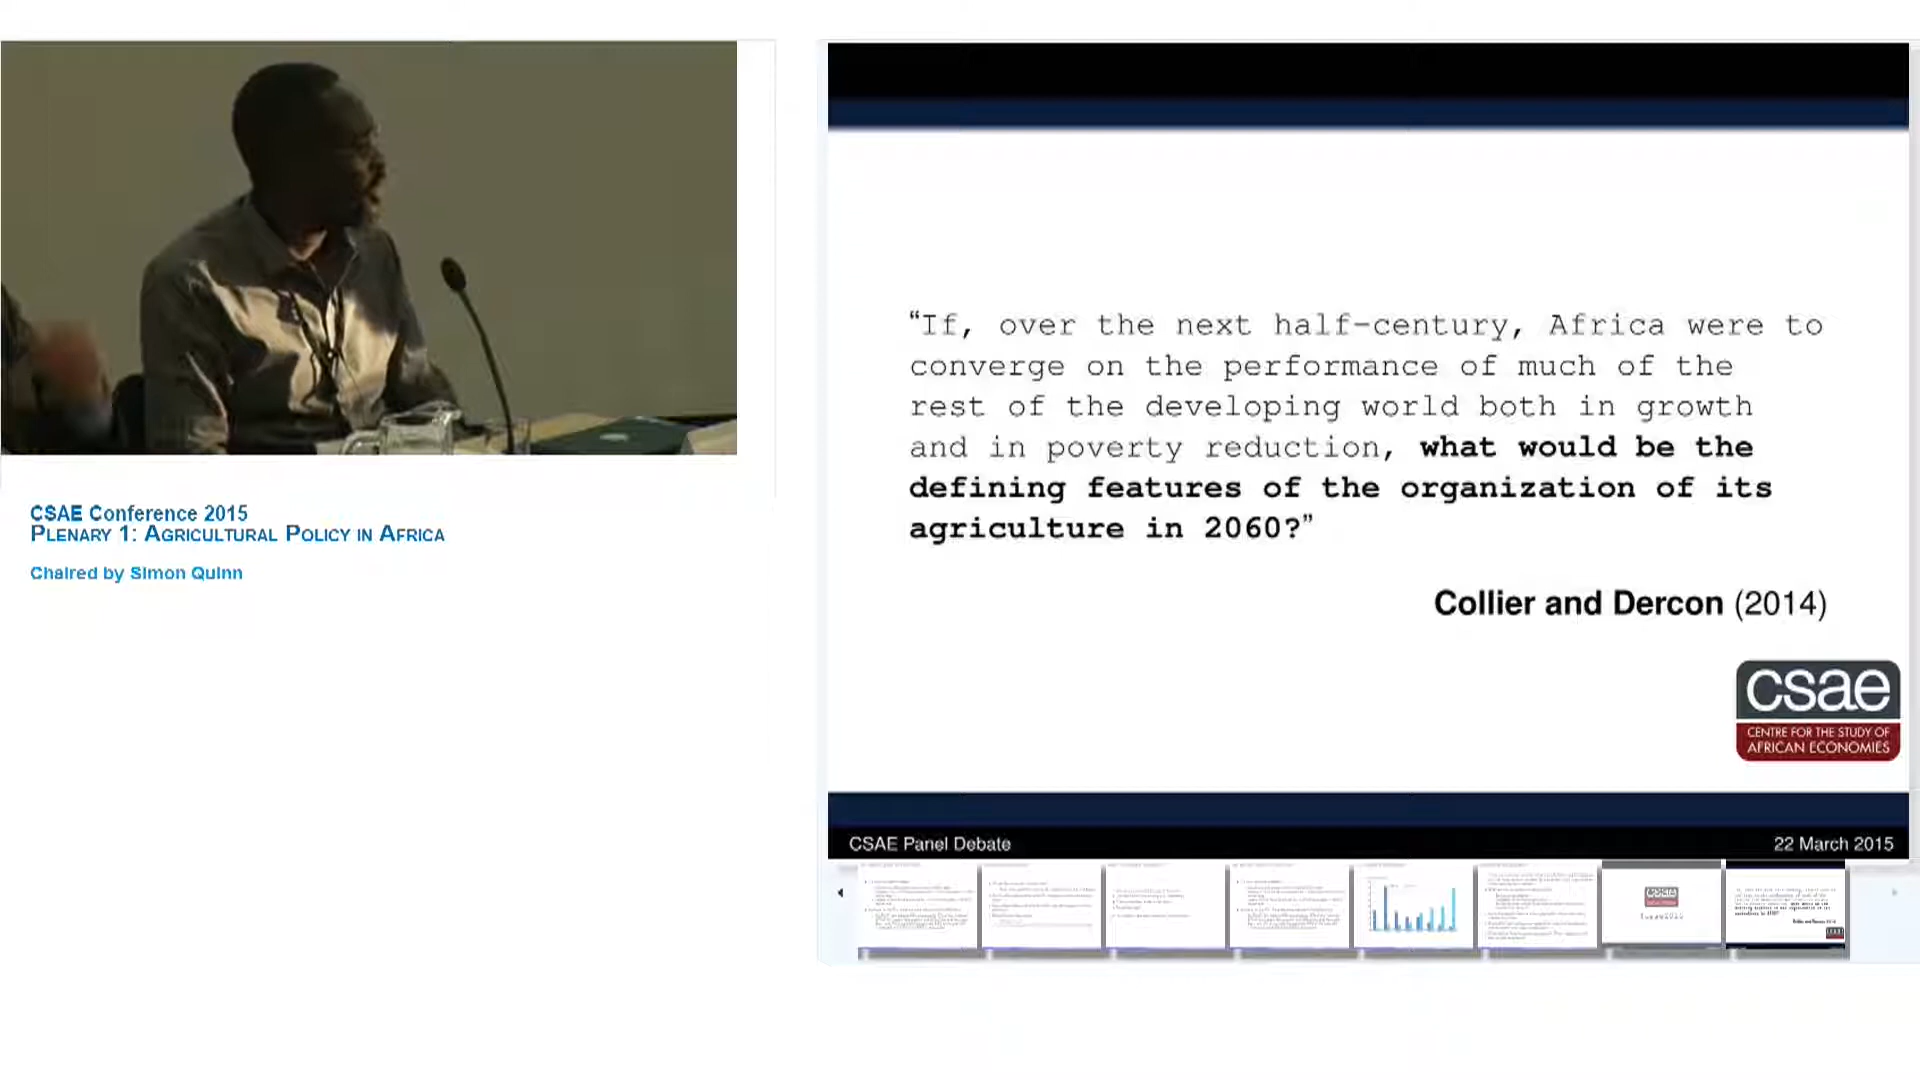 CSAE Conference 2015
PLENARY 1: AGRICULTURAL POLICY IN AFRICA
Chaired by Simon Quinn
“If, over the next half-century, Africa were to
converge on the performance of much of the
rest of the developing world both in growth
and in poverty reduction, what would be the
defining features of the organization of its
agriculture in 2060?”
Collier and Dercon (2014)
csae
CENTRE FOR THE STUDY OF
AFRICAN ECONOMIES
CSAE Panel Debate
22 March 2015